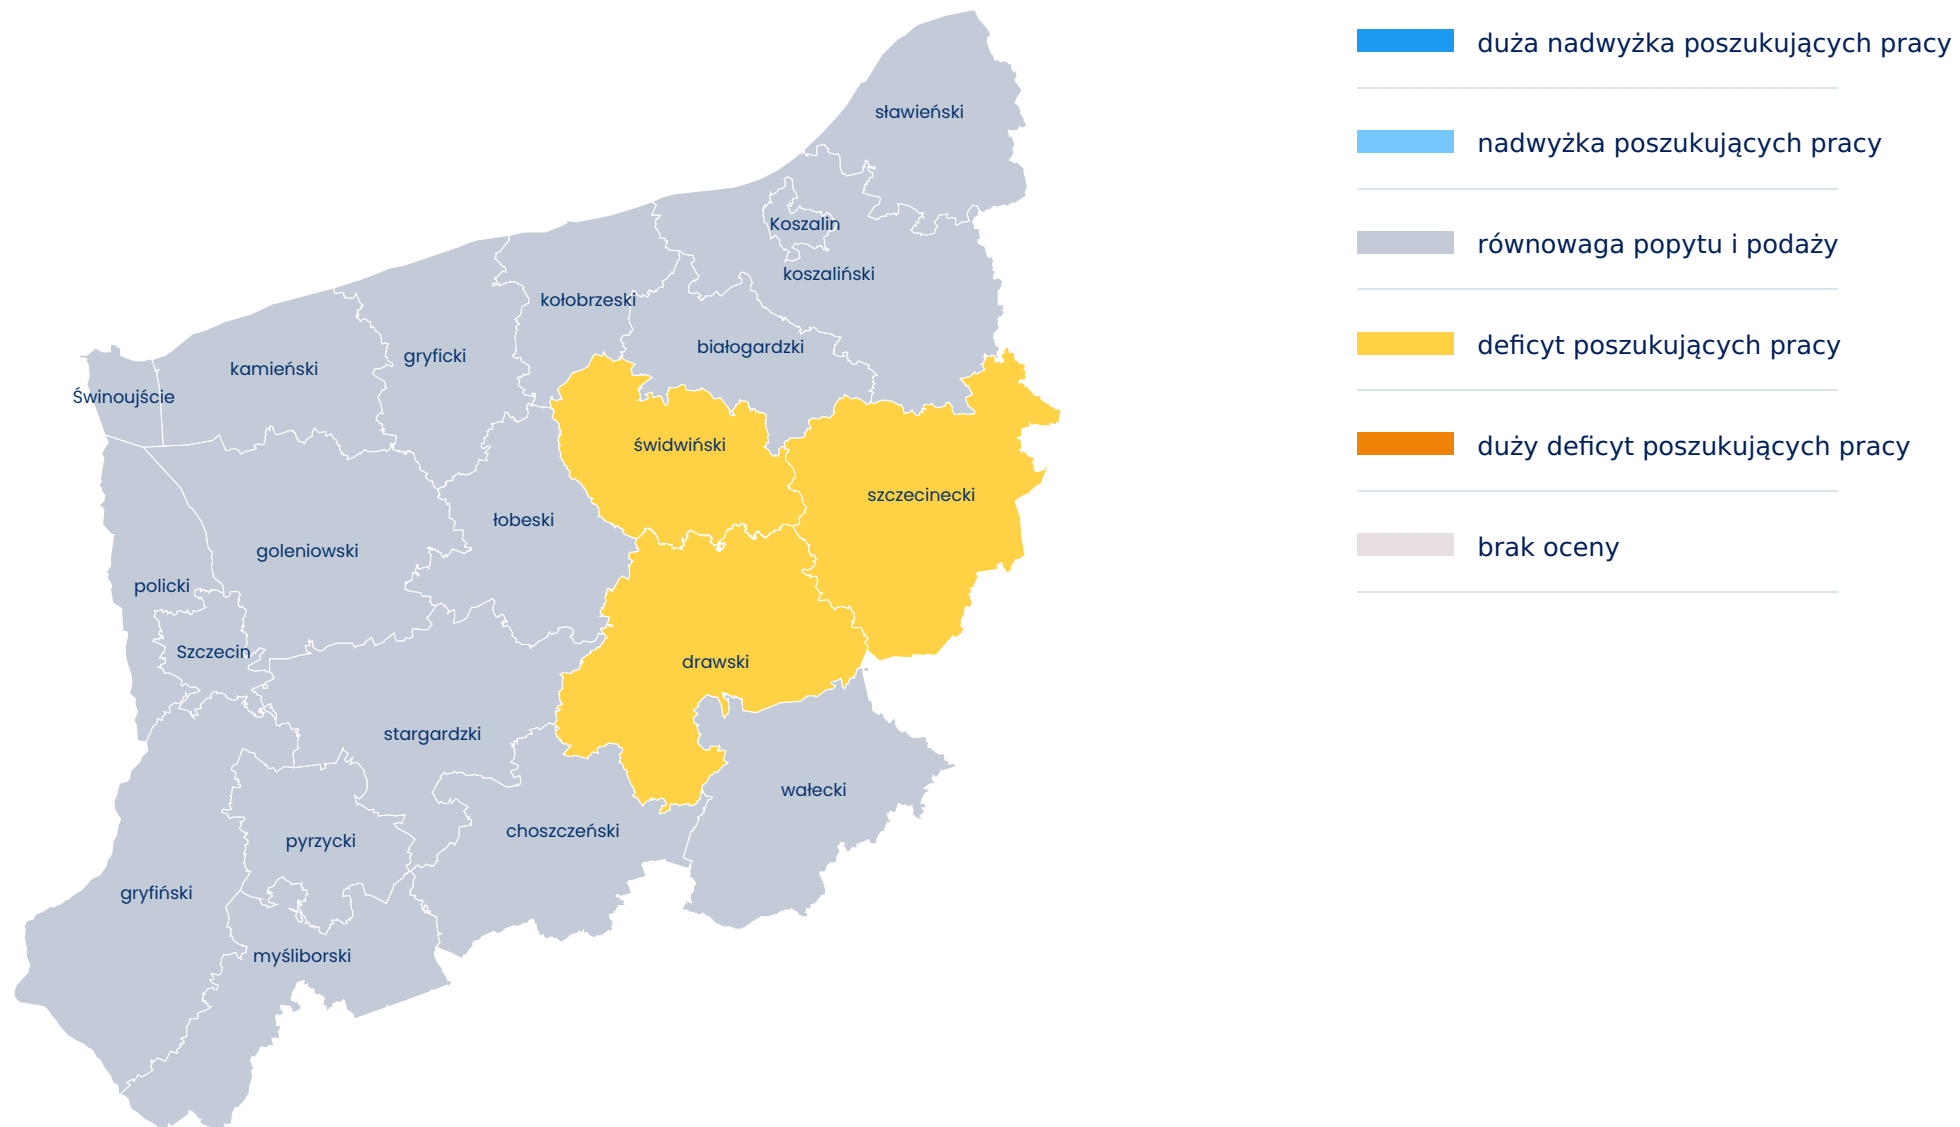 sławieński
Koszalin
koszaliński
kołobrzeski
białogardzki
gryficki
kamieński
Świnoujście
świdwiński
szczecinecki
łobeski
goleniowski
policki
Szczecin
drawski
stargardzki
wałecki
choszczeński
pyrzycki
gryfiński
myśliborski
duża nadwyżka poszukujących pracy
nadwyżka poszukujących pracy
równowaga popytu i podaży
deficyt poszukujących pracy
duży deficyt poszukujących pracy
brak oceny